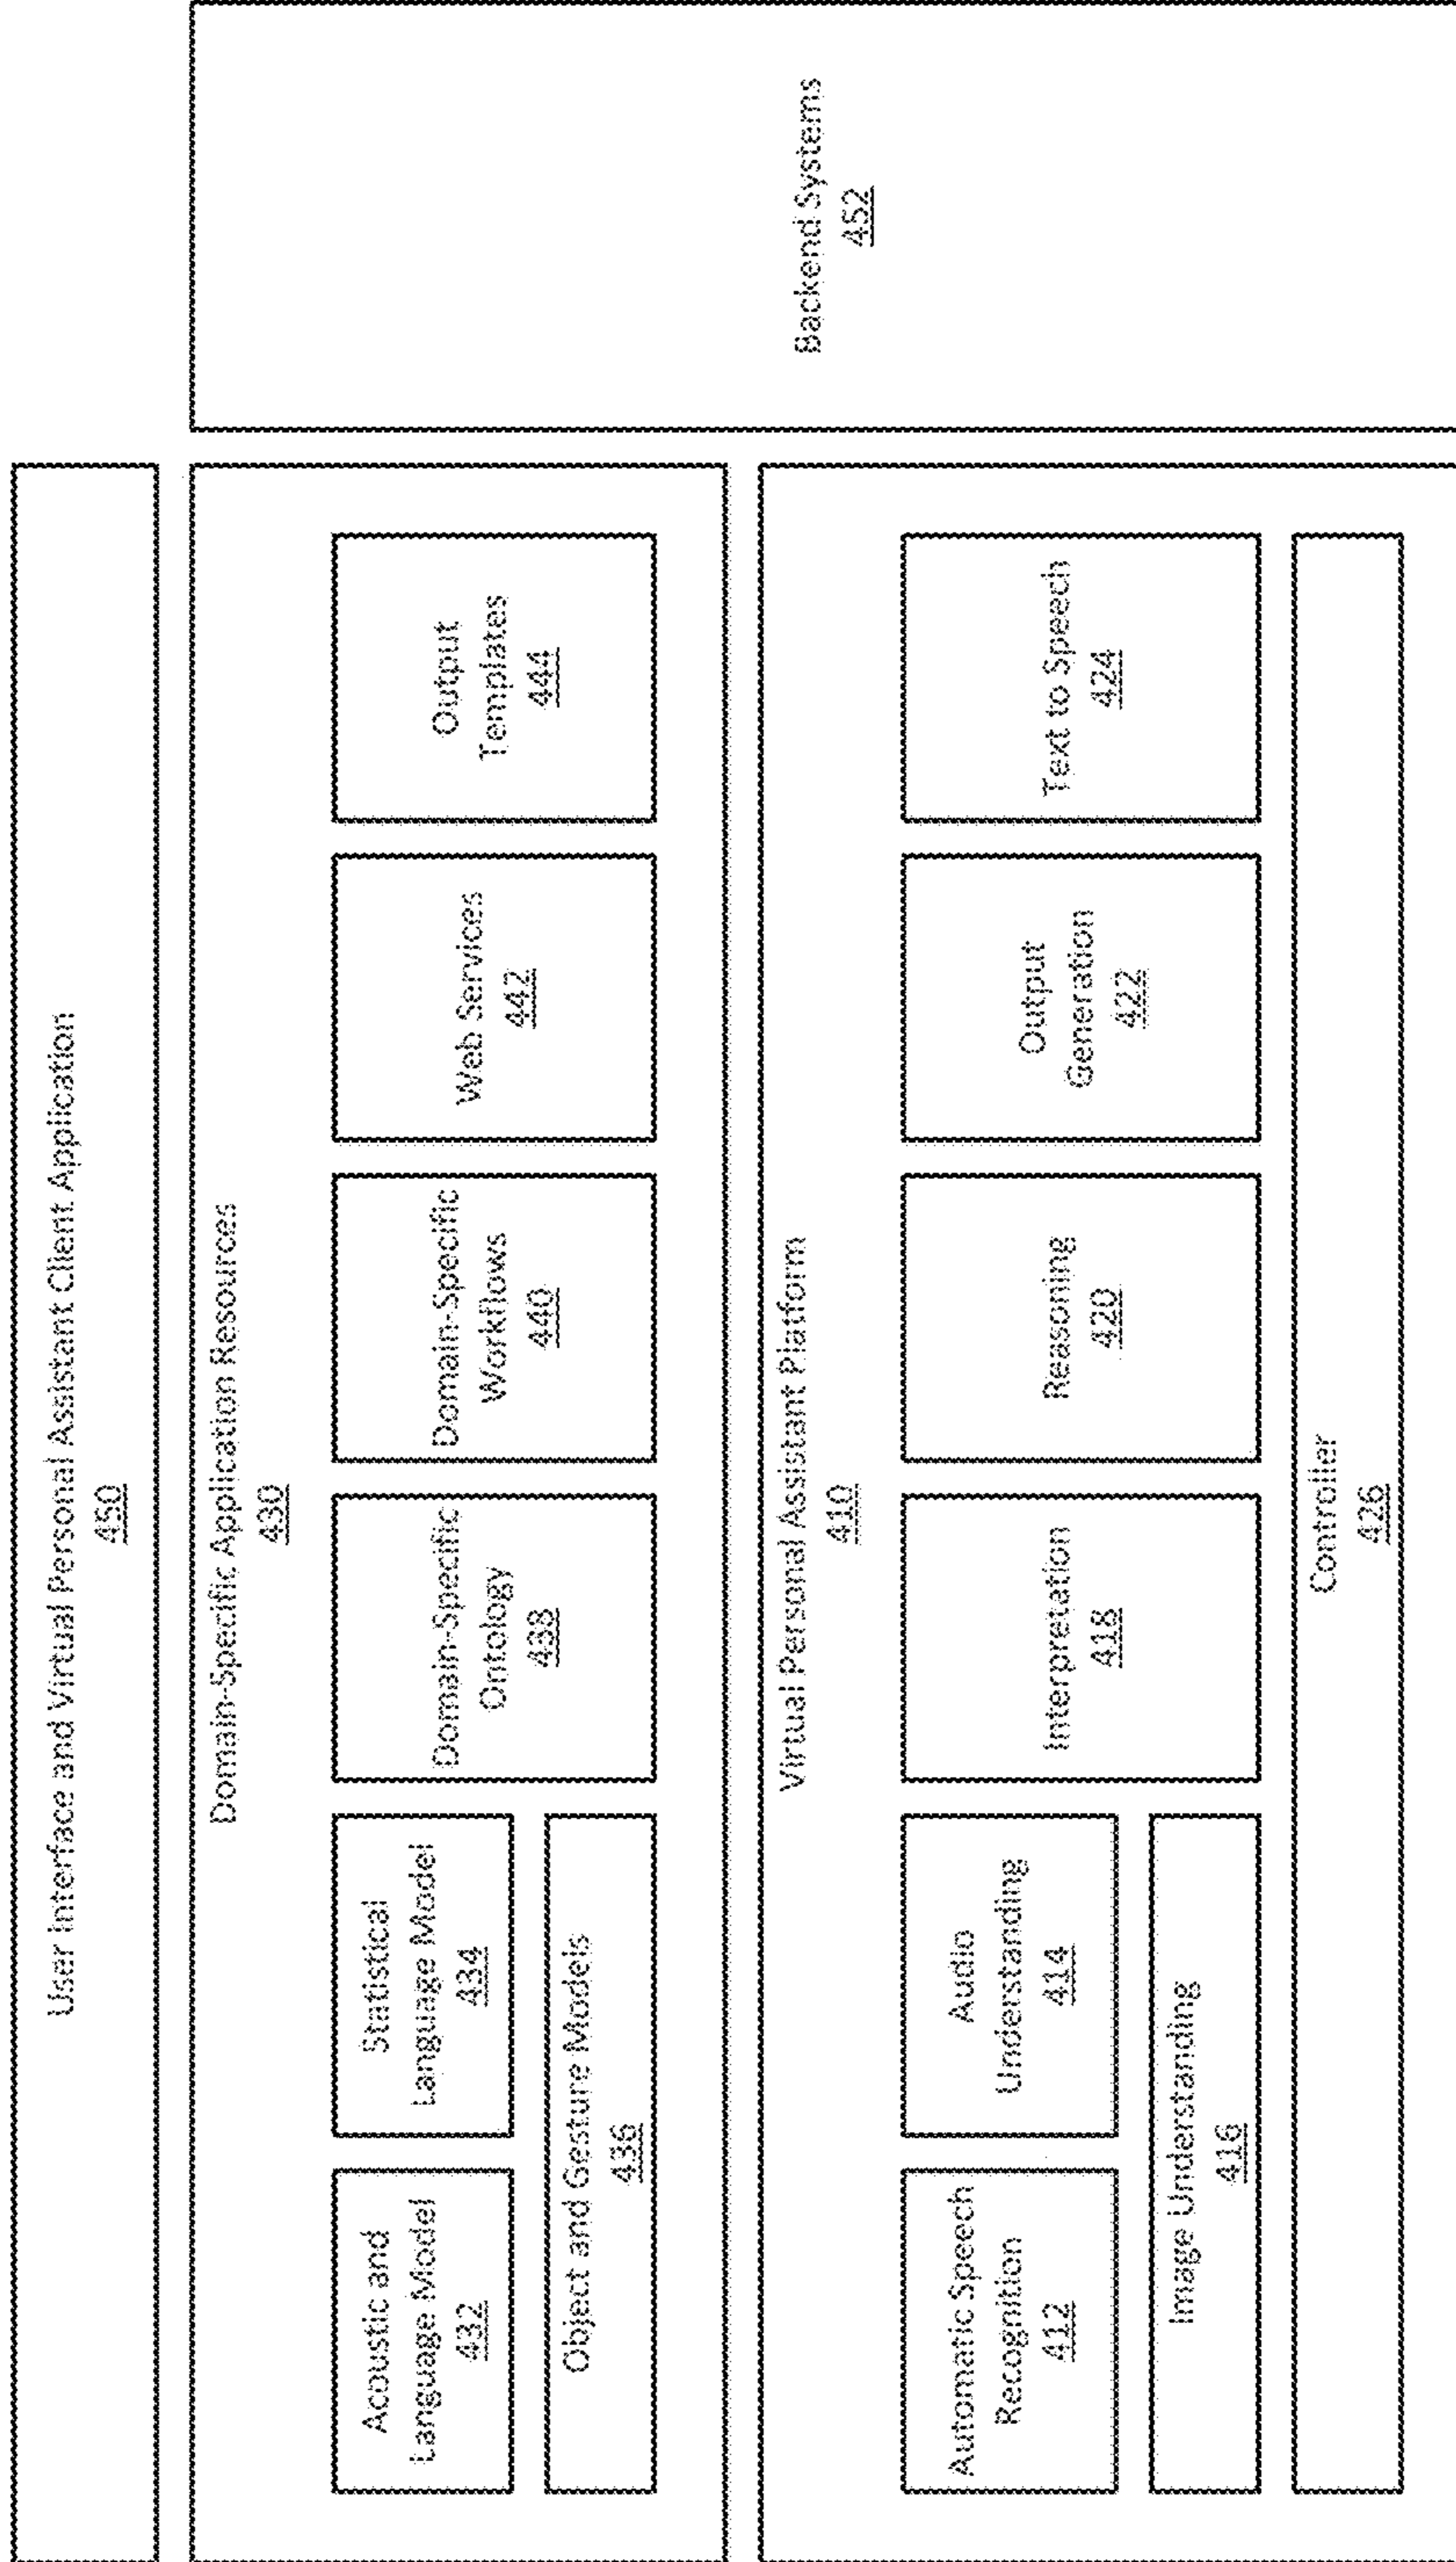 User Interface and Virtual Personal Assistant Client Application
450
Domain-Specific Application Resources
430
Acoustic and
Language Model
432
Statistical
Language Model
434
Object and Gesture Models
436
Domain-Specific
Ontology
438
Domain-Specific
Workflows
440
Web Services
442
Output
Templates
444
Virtual Personal Assistant Platform
410
Automatic Speech
Recognition
412
Audio
Understanding
414
Image Understanding
416
Interpretation
418
Reasoning
420
Output
Generation
422
Text to Speech
424
Controller
426
Backend Systems
452